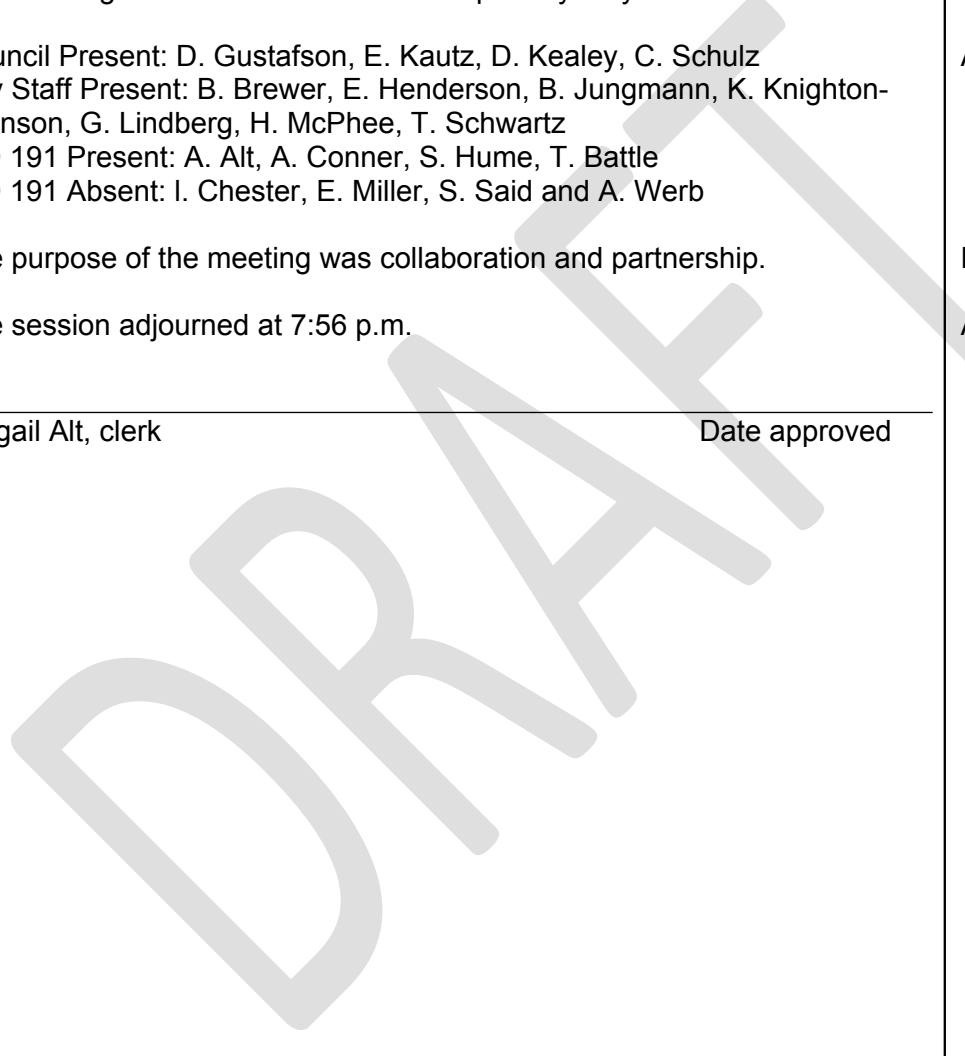 uncil Present: D. Gustafson, E. Kautz, D. Kealey, C. Schulz
y Staff Present: B. Brewer, E. Henderson, B. Jungmann, K. Knighton-
nson, G. Lindberg, H. McPhee, T. Schwartz
191 Present: A. Alt, A. Conner, S. Hume, T. Battle
191 Absent: I. Chester, E. Miller, S. Said and A. Werb
e purpose of the meeting was collaboration and partnership.
e session adjourned at 7:56 p.m.
gail Alt, clerk Date approved
DRAFT